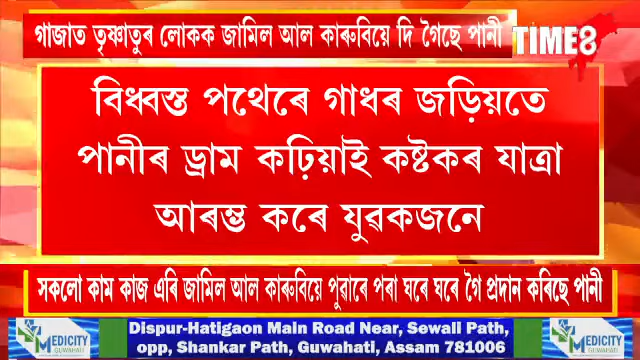 গাজাত তৃষ্ণাতুৰ লোকক জামিল আল কাৰুবিয়ে দি গৈছে পানী
TIME8
বিধ্বস্ত পথেৰে গাধৰ জড়িয়তে
পানীৰ ড্ৰাম কঢ়িয়াই কষ্টকৰ যাত্ৰা
আৰম্ভ কৰে যুৱকজনে
সকলো কাম কাজ এৰি জামিল আল কাৰুবিয়ে পুৱাৰে পৰা ঘৰে ঘৰে গৈ প্ৰদান কৰিছে পানী
MEDICITY
GUWAHATI
Dispur-Hatigaon Main Road Near, Sewali Path,
opp, Shankar Path, Guwahati, Assam 781006
MEDICITY
GUWAHATI